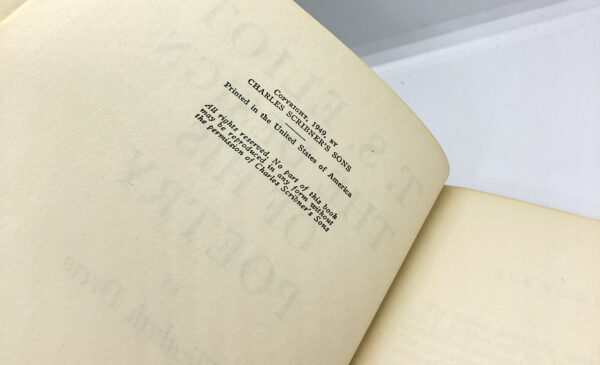 Copyright, 1949, by
CHARLES SCRIBNER'S SONS
Printed in the United States of America
All rights reserved. No part of this book
may be reproduced in any form without
the permission of Charles Scribner's Sons